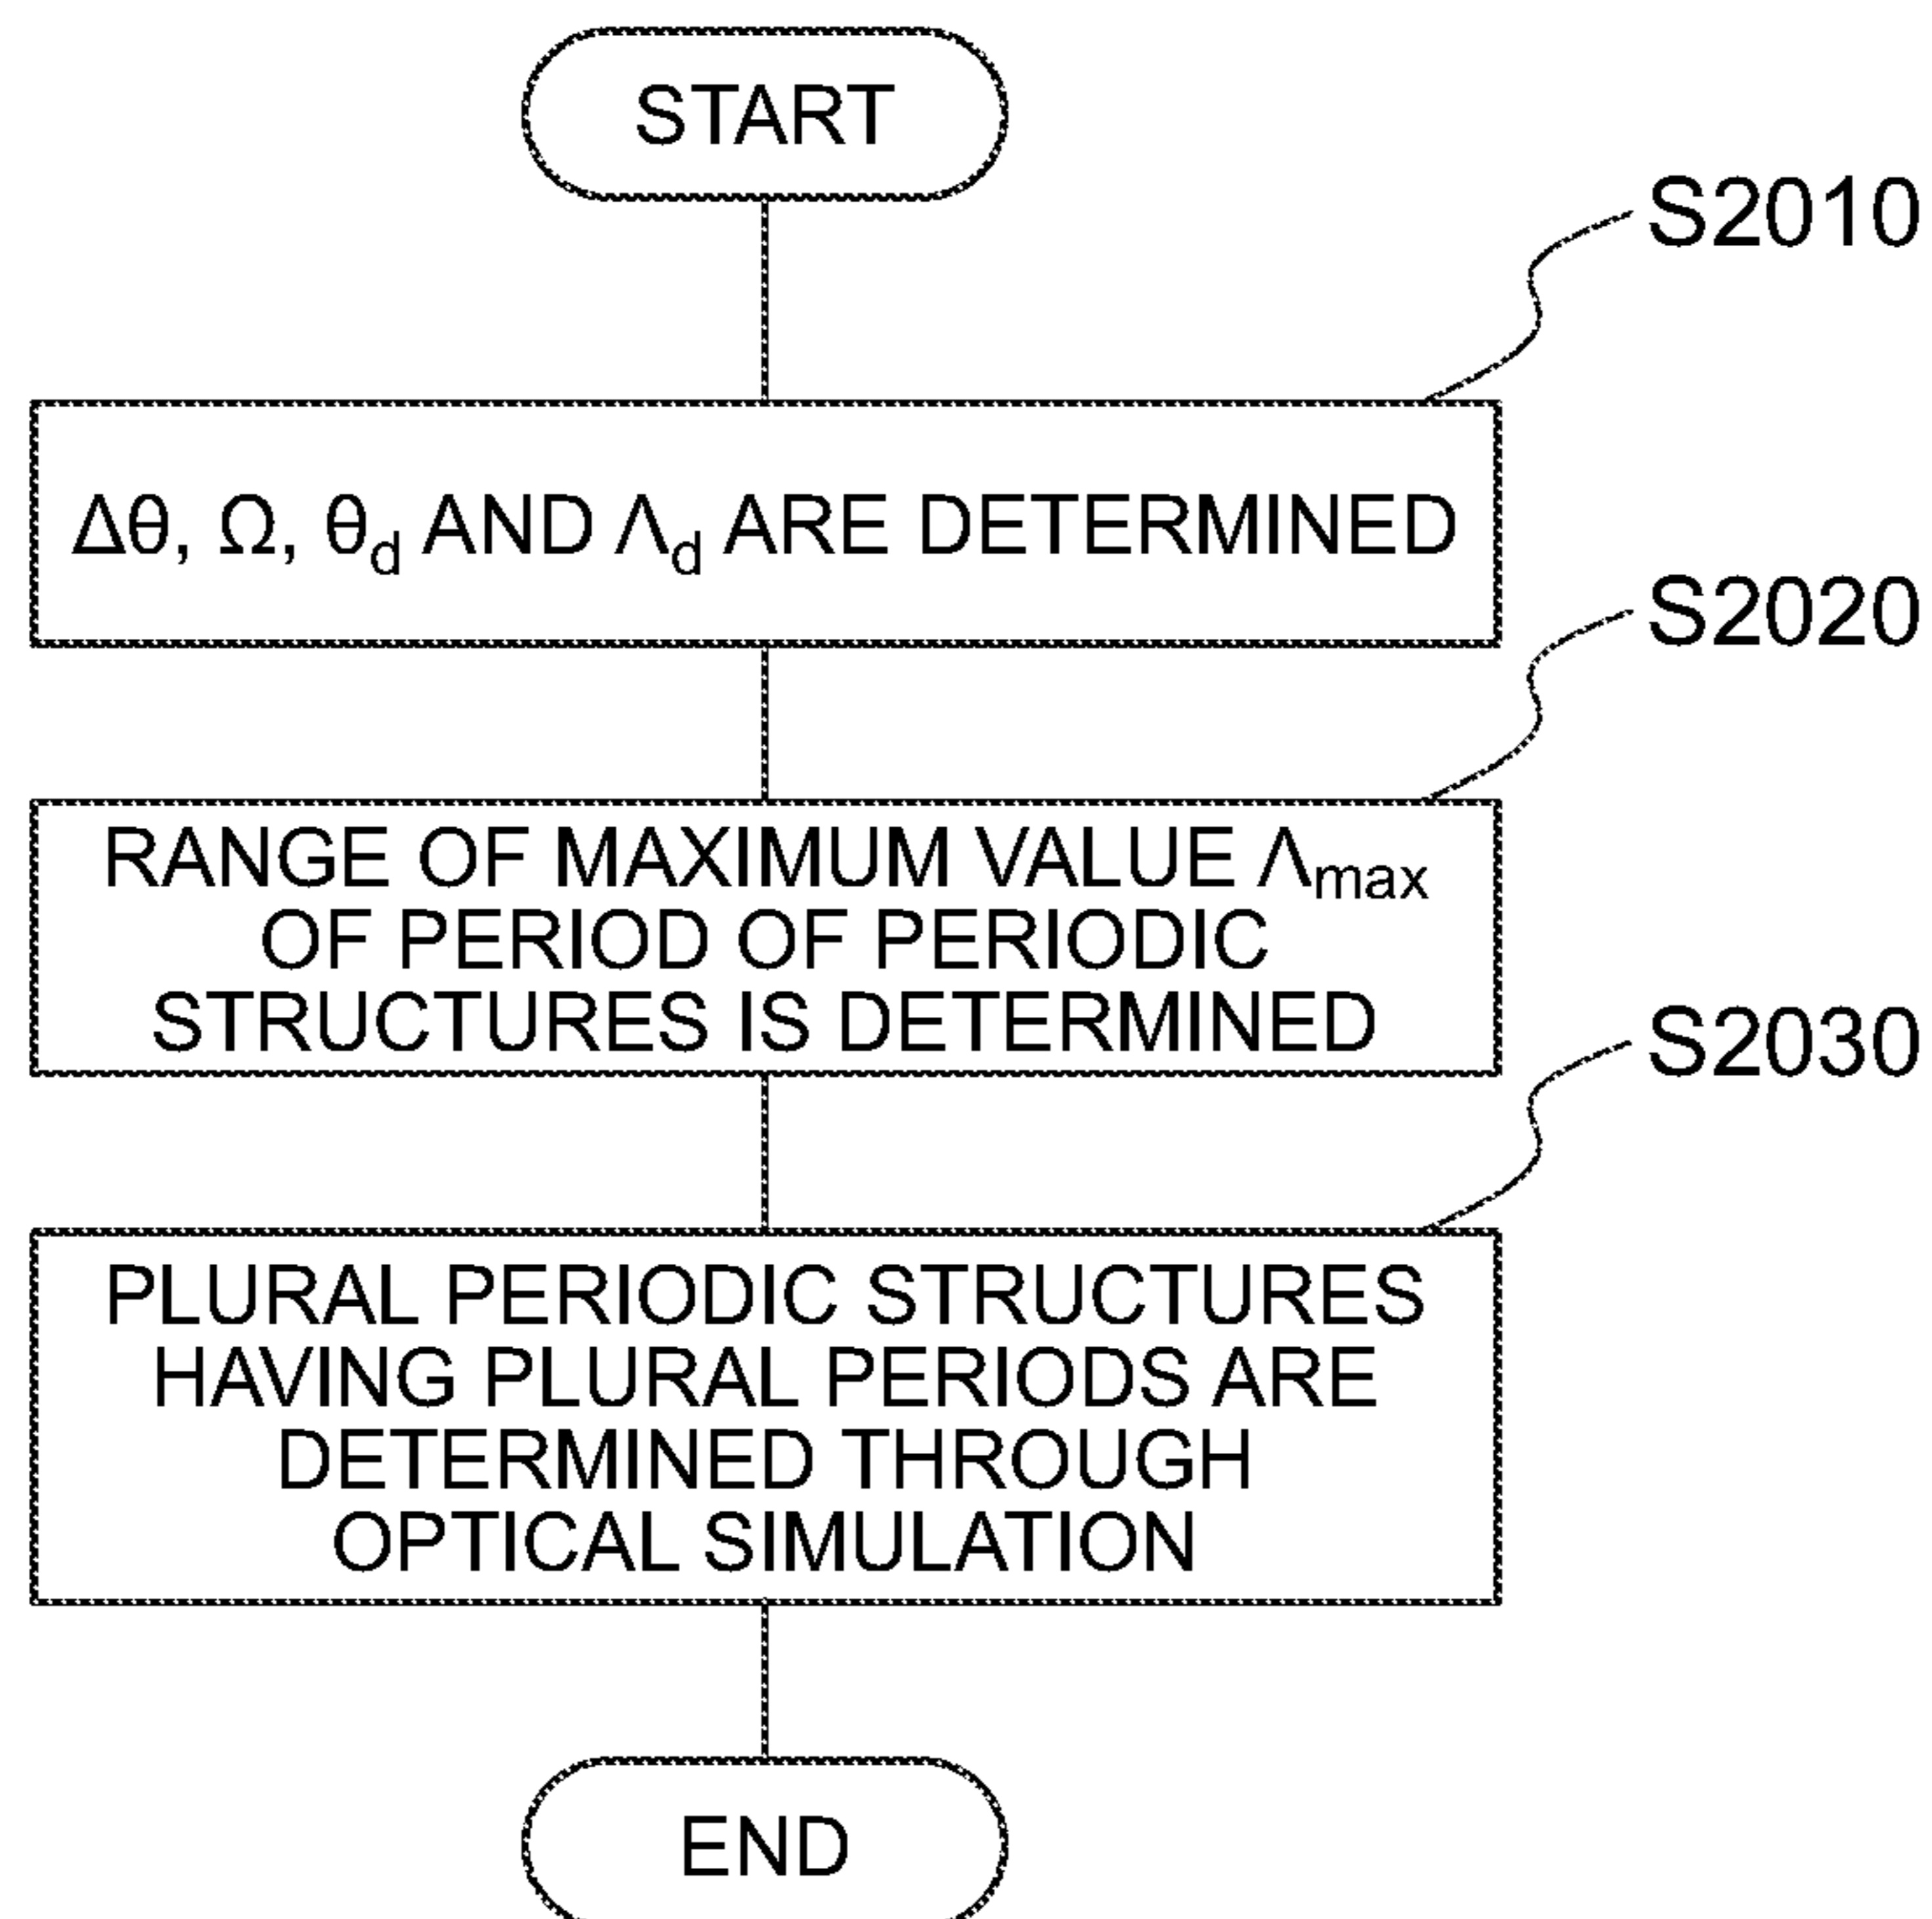 START
S2010
Δθ, Ω, θd AND Λd ARE DETERMINED
S2020
RANGE OF MAXIMUM VALUE Λmax
OF PERIOD OF PERIODIC
STRUCTURES IS DETERMINED
S2030
PLURAL PERIODIC STRUCTURES
HAVING PLURAL PERIODS ARE
DETERMINED THROUGH
OPTICAL SIMULATION
END